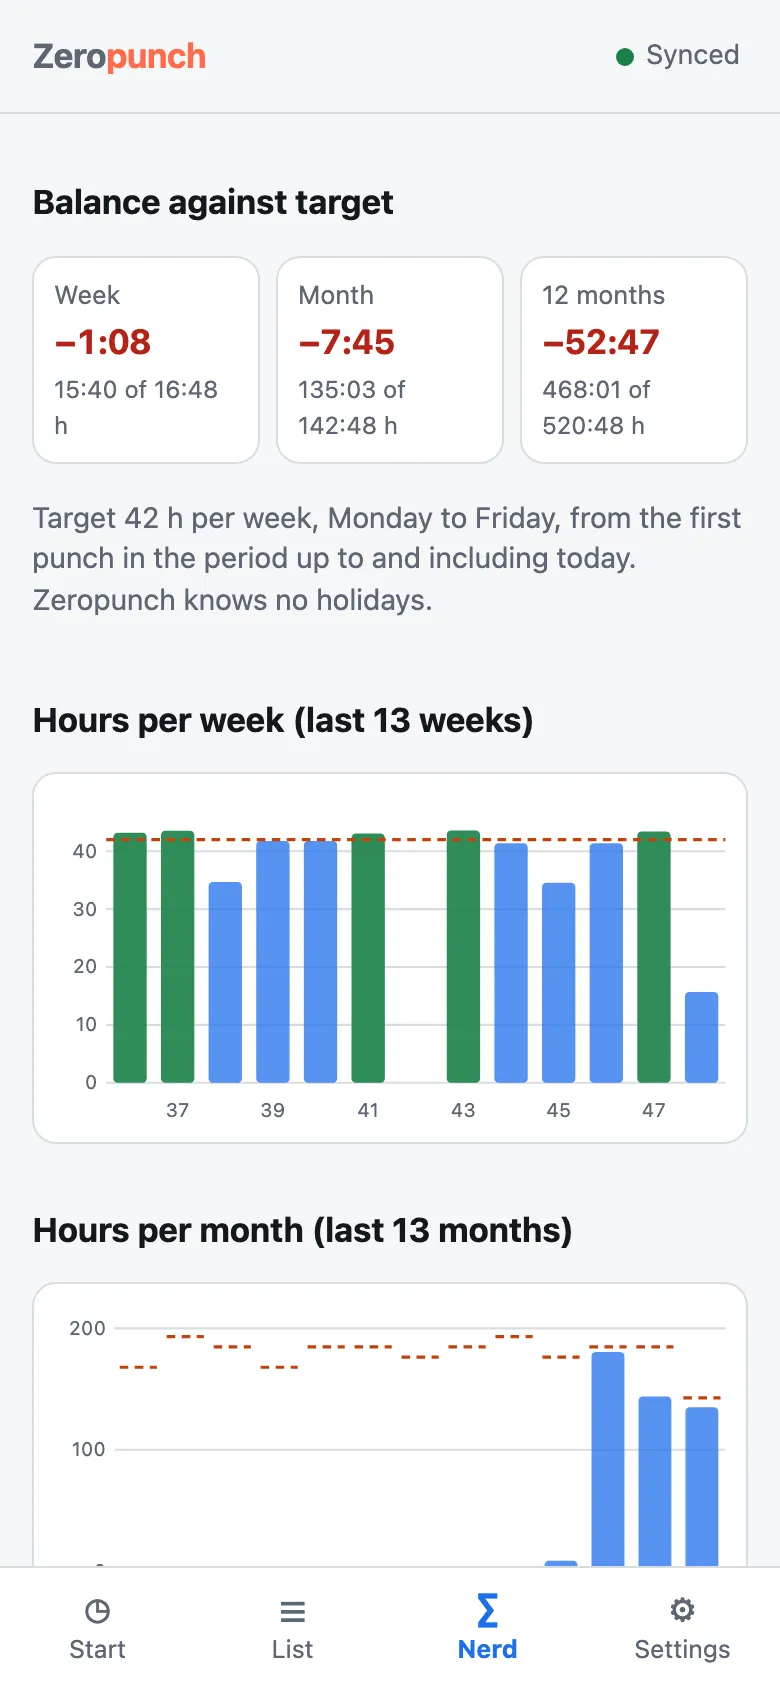 Zeropunch
Synced
Balance against target
Week
−1:08
15:40 of 16:48
h
Month
−7:45
135:03 of
142:48 h
12 months
−52:47
468:01 of
520:48 h
Target 42 h per week, Monday to Friday, from the first
punch in the period up to and including today.
Zeropunch knows no holidays.
Hours per week (last 13 weeks)
40
30
20
10
0
37 39 41 43 45 47
Hours per month (last 13 months)
200
100
Start
List
Nerd
Settings